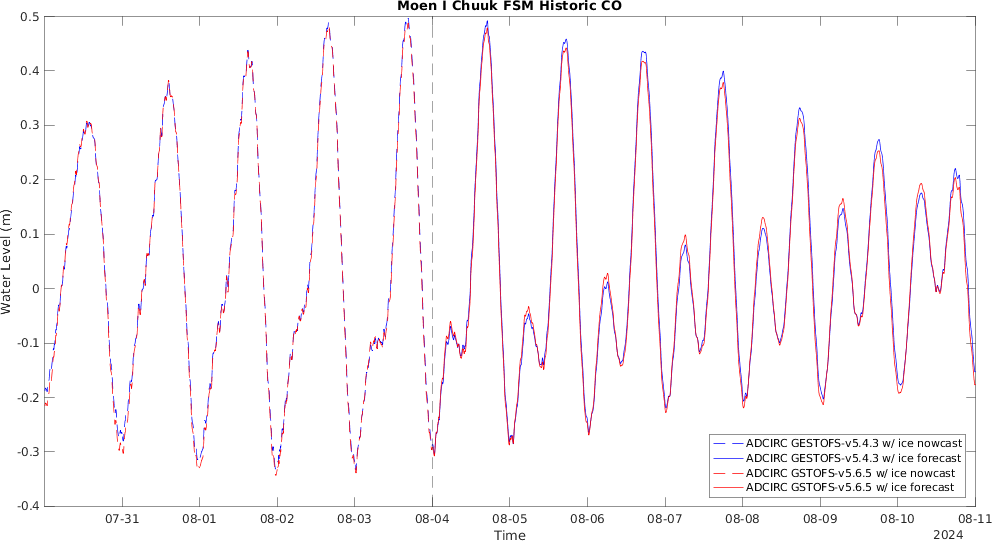 Moen I Chuuk FSM Historic CO
Water Level (m)
0.5
0.4
0.3
0.2
0.1
0
-0.1
-0.2
-0.3
-0.4
07-31 08-01 08-02 08-03 08-04 08-05 08-06 08-07 08-08 08-09 08-10 08-11
Time
2024
ADCIRC GESTOFS-v5.4.3 w/ ice nowcast
ADCIRC GESTOFS-v5.4.3 w/ ice forecast
ADCIRC GSTOFS-v5.6.5 w/ ice nowcast
ADCIRC GSTOFS-v5.6.5 w/ ice forecast